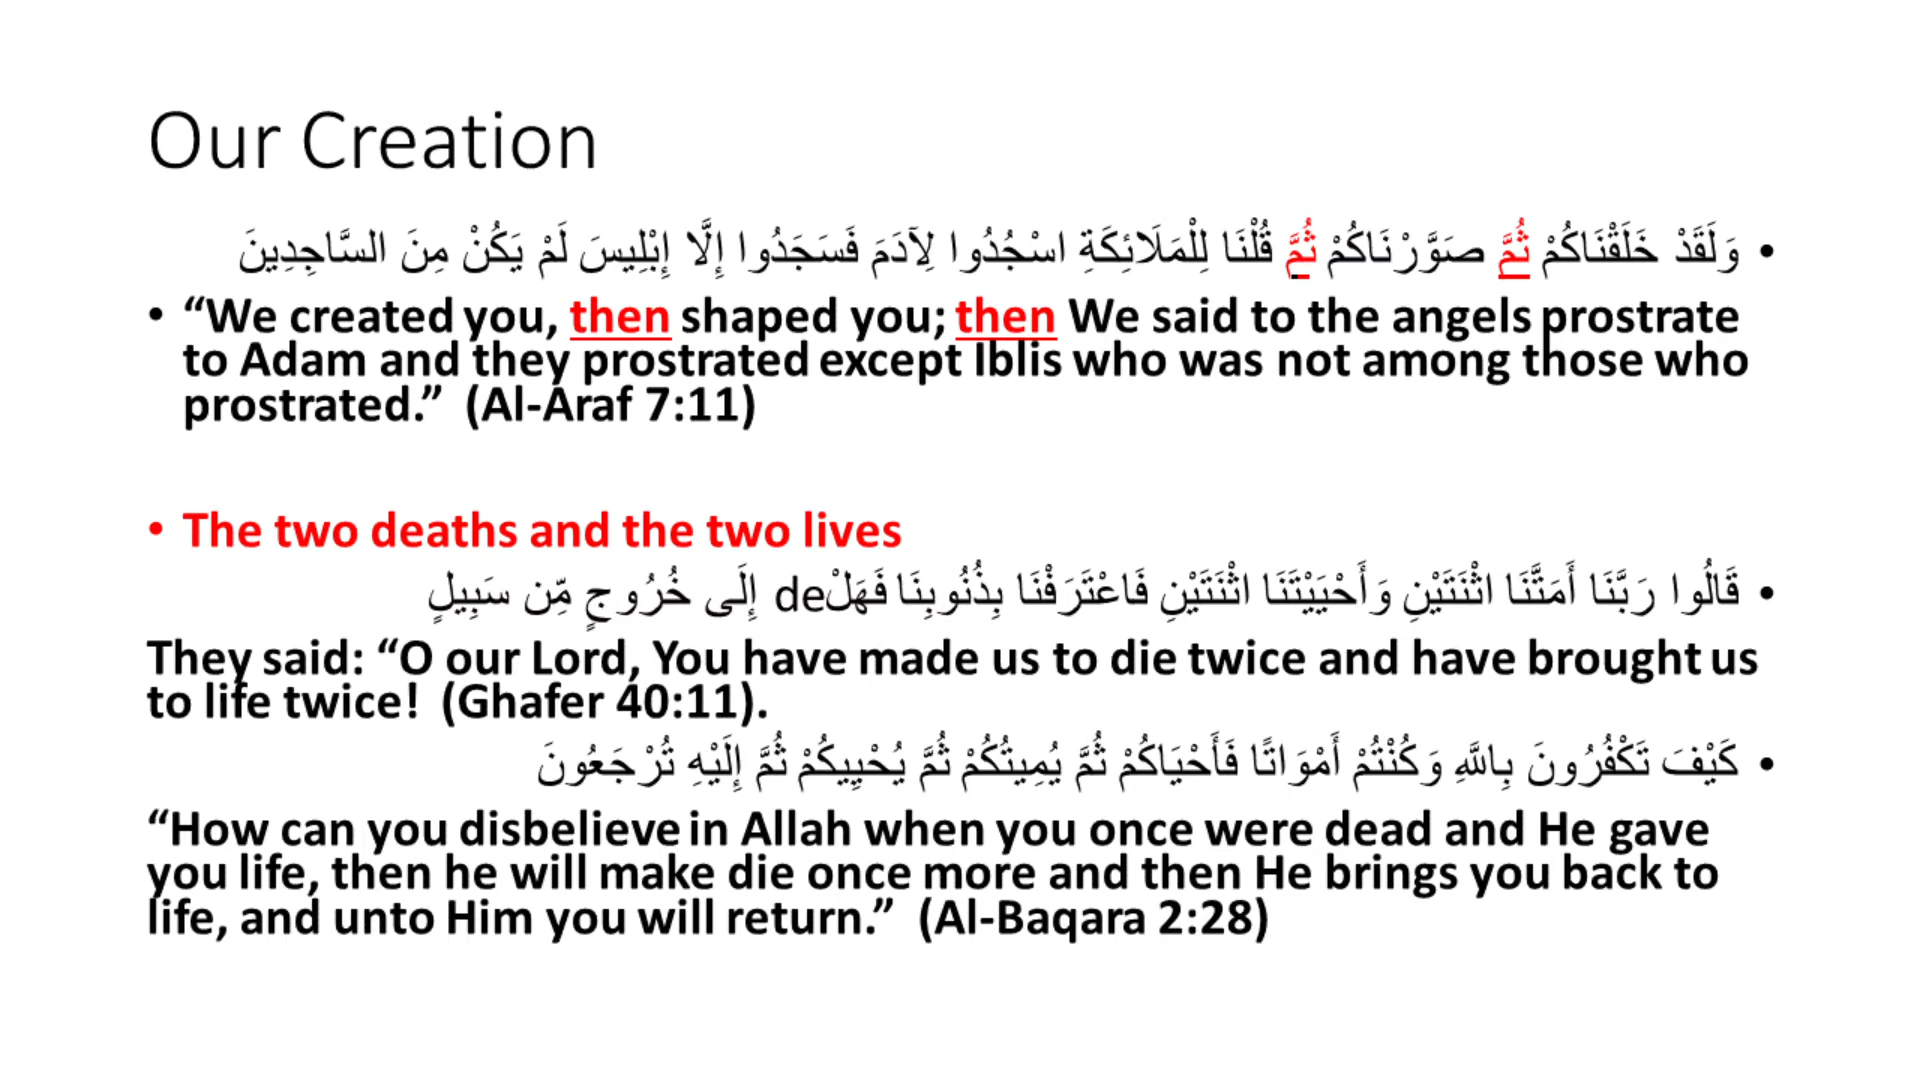 Our Creation
• وَلَقَدْ خَلَقْنَاكُمْ ثُمَّ صَوَّرْنَاكُمْ ثُمَّ قُلْنَا لِلْمَلَائِكَةِ اسْجُدُوا لِآدَمَ فَسَجَدُوا إِلَّا إِبْلِيسَ لَمْ يَكُنْ مِنَ السَّاجِدِينَ
• “We created you, then shaped you; then We said to the angels prostrate
to Adam and they prostrated except Iblis who was not among those who
prostrated.” (Al-Araf 7:11)
• The two deaths and the two lives
• قَالُوا رَبَّنَا أَمَتَّنَا اثْنَتَيْنِ وَأَحْيَيْتَنَا اثْنَتَيْنِ فَاعْتَرَفْنَا بِذُنُوبِنَا فَهَلْde إِلَى خُرُوجٍ مِّن سَبِيلٍ
They said: “O our Lord, You have made us to die twice and have brought us
to life twice! (Ghafer 40:11).
• كَيْفَ تَكْفُرُونَ بِاللَّهِ وَكُنْتُمْ أَمْوَاتًا فَأَحْيَاكُمْ ثُمَّ يُمِيتُكُمْ ثُمَّ يُحْيِيكُمْ ثُمَّ إِلَيْهِ تُرْجَعُونَ
“How can you disbelieve in Allah when you once were dead and He gave
you life, then he will make die once more and then He brings you back to
life, and unto Him you will return.” (Al-Baqara 2:28)